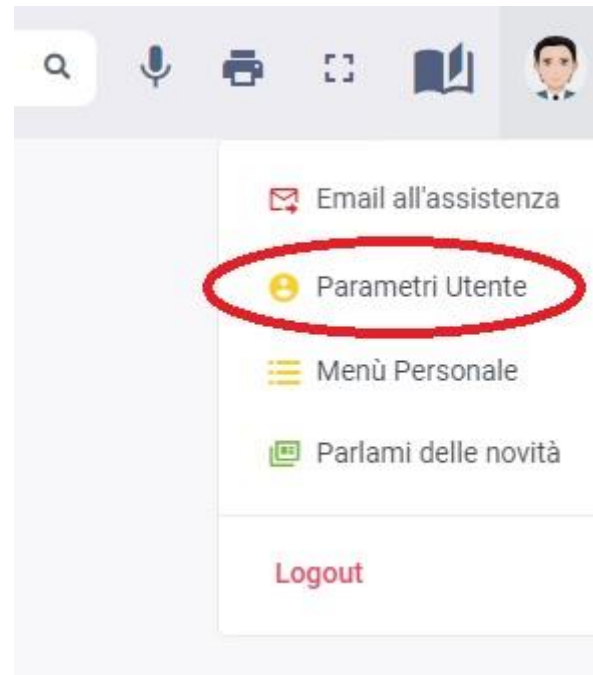 Email all'assistenza
Parametri Utente
Menù Personale
Parlami delle novità
Logout